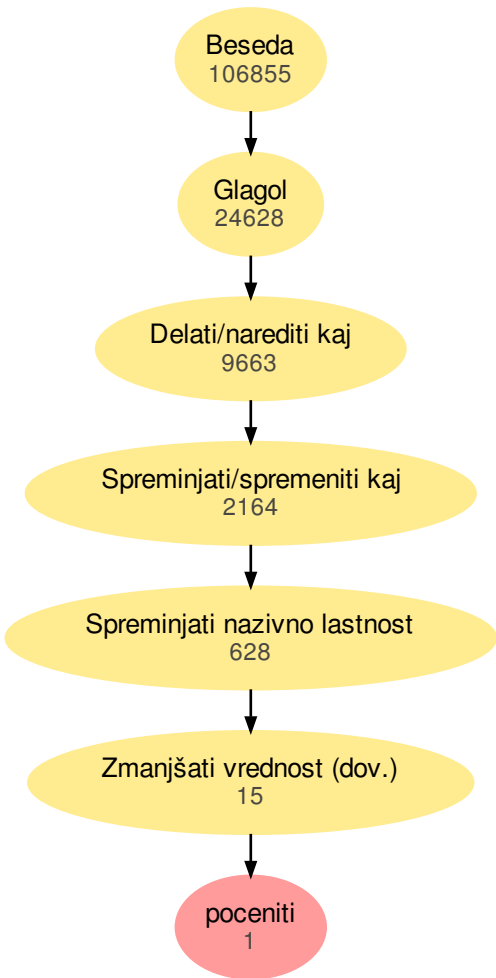 Beseda
106855
Glagol
24628
Delati/narediti kaj
9663
Spreminjati/spremeniti kaj
2164
Spreminjati nazivno lastnost
628
Zmanjšati vrednost (dov.)
15
poceniti
1